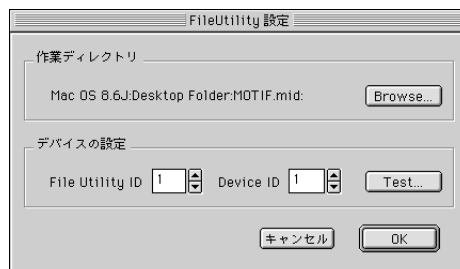 FileUtility 設定
作業ディレクトリ
Mac OS 8.6J:Desktop Folder:MOTIF.mid: Browse...
デバイスの設定
File Utility ID 1 Device ID 1 Test...
キャンセル OK